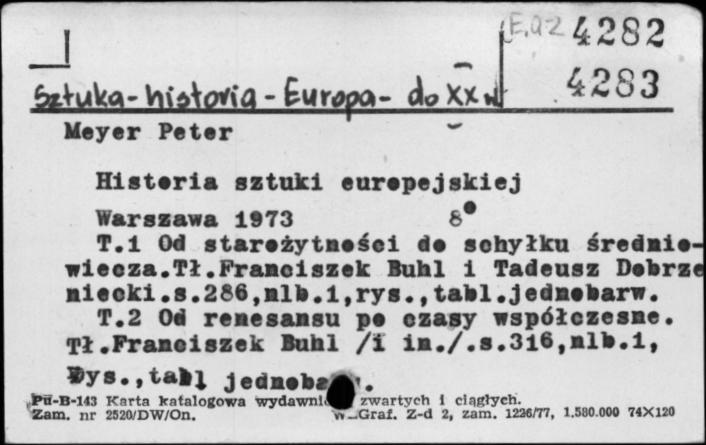 E.a2 4282
4283
Sztuka-historia-Europa-do XX w
Meyer Peter
Historia sztuki europejskiej
Warszawa 1973 8°
T.1 Od starożytności do schyłku średnio-
wiecza.Tł.Franciszek Buhl i Tadeusz Dobrze
niecki.s.286,nlb.1,rys.,tabl.jednobarw.
T.2 Od renesansu po czasy współczesne.
Tł.Franciszek Buhl /i in./.s.316,nlb.1,
rys.,tabl jednoba .
Pu-B-143 Karta katalogowa wydawni zwartych i ciągłych.
Zam. nr 2520/DW/On. W Graf. Z-d 2, zam. 1226/77, 1.580.000 74X120